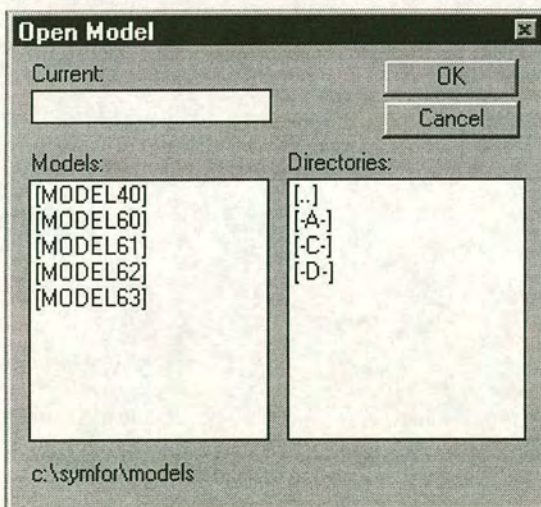 Open Model
Current:
OK
Cancel
Models:
[MODEL40]
[MODEL60]
[MODEL61]
[MODEL62]
[MODEL63]
Directories:
[..]
[-A-]
[-C-]
[-D-]
c:\symfor\models